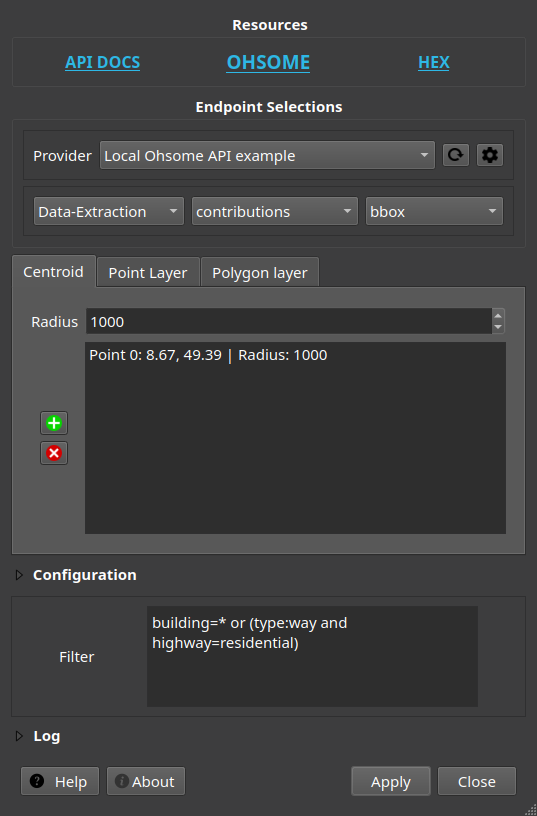 Resources
API DOCS OHSOME HEX
Endpoint Selections
Provider Local Ohsome API example
Data-Extraction contributions bbox
Centroid Point Layer Polygon layer
Radius 1000
Point 0: 8.67, 49.39 | Radius: 1000
Configuration
Filter
building=* or (type:way and
highway=residential)
Log
Help About Apply Close